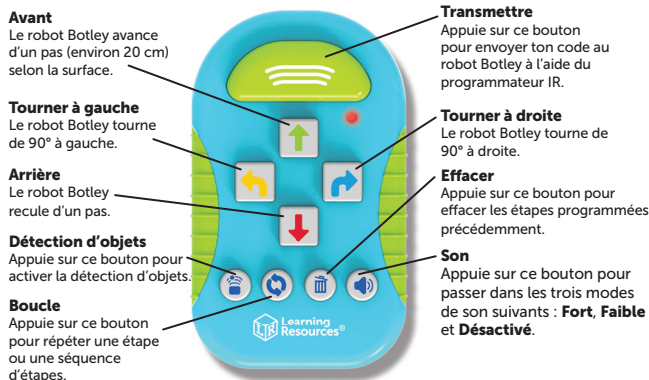 Avant
Le robot Botley avance
d'un pas (environ 20 cm)
selon la surface.
Tourner à gauche
Le robot Botley tourne
de 90° à gauche.
Arrière
Le robot Botley
recule d'un pas.
Détection d'objets
Appuie sur ce bouton pour
activer la détection d'objets.
Boucle
Appuie sur ce bouton
pour répéter une étape
ou une séquence
d'étapes.
Transmettre
Appuie sur ce bouton
pour envoyer ton code au
robot Botley à l'aide du
programmateur IR.
Tourner à droite
Le robot Botley tourne de
90° à droite.
Effacer
Appuie sur ce bouton pour
effacer les étapes programmées
précédemment.
Son
Appuie sur ce bouton pour
passer dans les trois modes
de son suivants : Fort, Faible
et Désactivé.
LR
Learning
Resources®